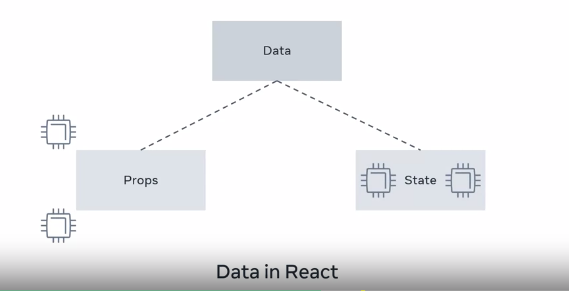 Data
Props
State
Data in React